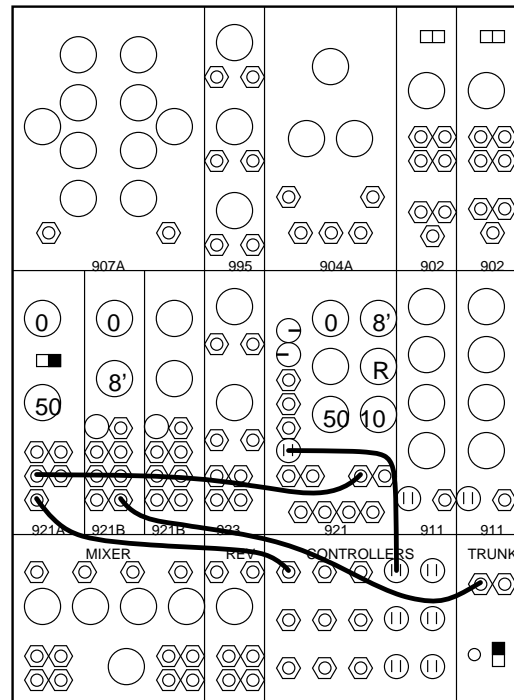 907A 995 904A 902 902
0 0 0 8'
8' R
50 50 10
921A 921B 921B 923 921 911 911
MIXER REV CONTROLLERS TRUNK